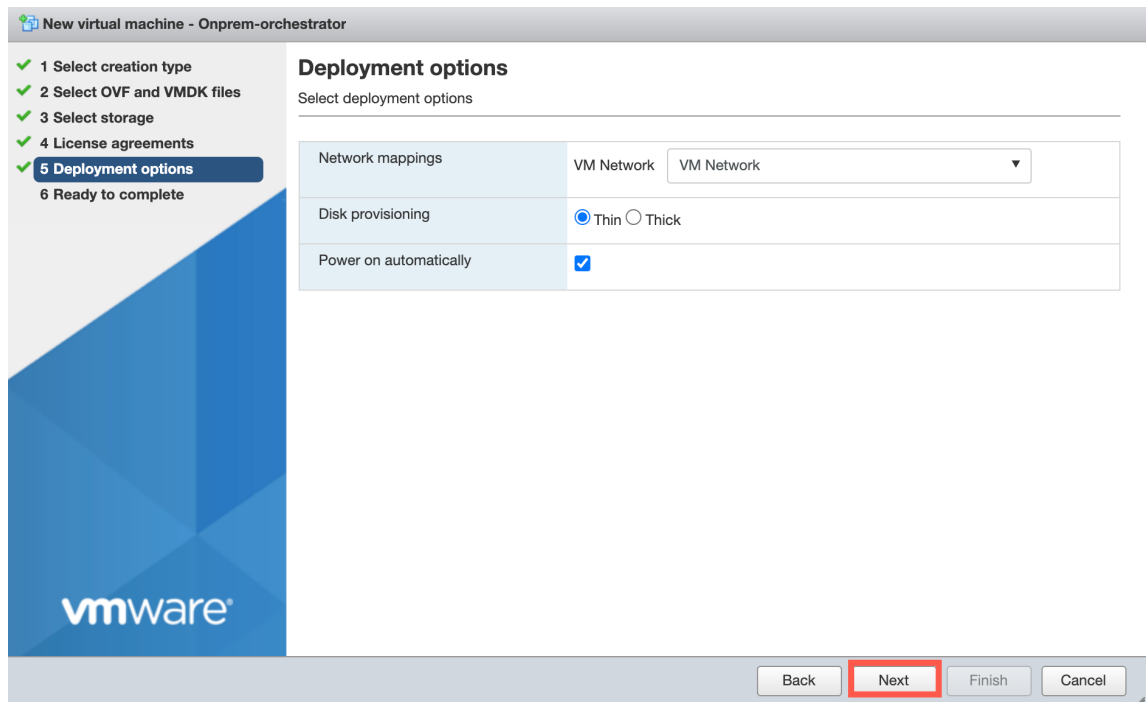 New virtual machine - Onprem-orchestrator
1 Select creation type
2 Select OVF and VMDK files
3 Select storage
4 License agreements
5 Deployment options
6 Ready to complete
Deployment options
Select deployment options
Network mappings
VM Network VM Network
Disk provisioning
Thin Thick
Power on automatically
vmware®
Back Next Finish Cancel